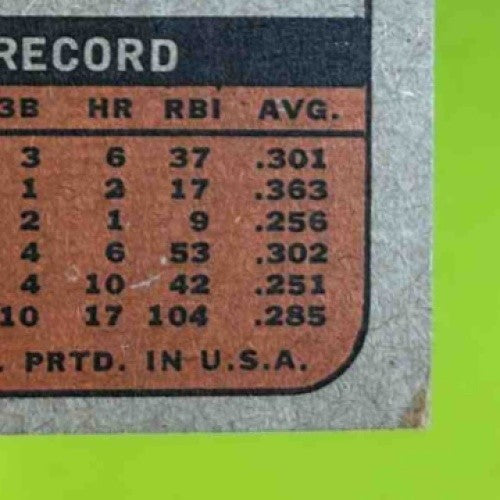 RECORD
3B HR RBI AVG.
3 6 37 .301
1 2 17 .363
2 1 9 .256
4 6 53 .302
4 10 42 .251
10 17 104 .285
. PRTD. IN U.S.A.